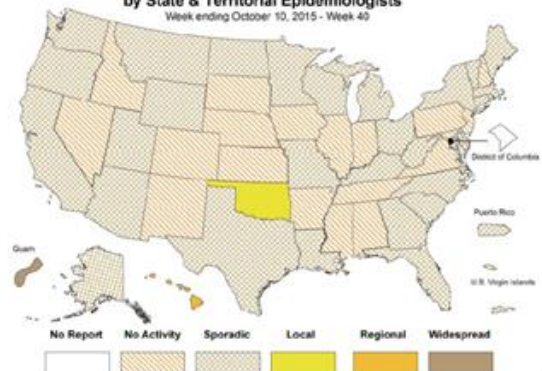 by State & Territorial Epidemiologists
Week ending October 10, 2015 - Week 40
District of Columbia
Puerto Rico
Guam
U.S. Virgin Islands
No Report No Activity Sporadic Local Regional Widespread